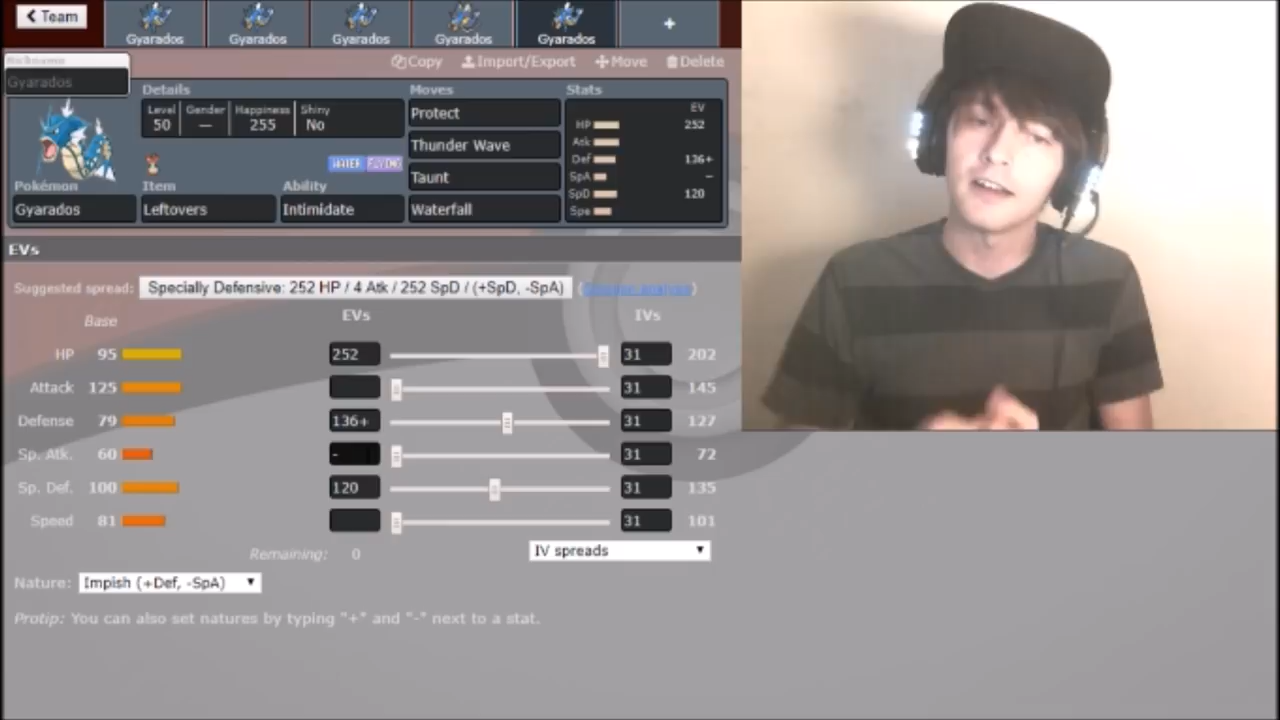 Team
Gyarados Gyarados Gyarados Gyarados Gyarados +
Copy Import/Export Move Delete
Nickname
Gyarados
Details Moves Stats
Level Gender Happiness Shiny
50 — 255 No
Protect
Thunder Wave
Taunt
Waterfall
EV
HP 252
Atk
Def 136+
SpA –
SpD 120
Spe
WATER FLYING
Pokémon Item Ability
Gyarados Leftovers Intimidate
EVs
Suggested spread: Specially Defensive: 252 HP / 4 Atk / 252 SpD / (+SpD, -SpA) ( )
Base EVs IVs
HP 95 252 31 202
Attack 125 31 145
Defense 79 136+ 31 127
Sp. Atk. 60 - 31 72
Sp. Def. 100 120 31 135
Speed 81 31 101
Remaining: 0 IV spreads
Nature: Impish (+Def, -SpA)
Protip: You can also set natures by typing "+" and "-" next to a stat.